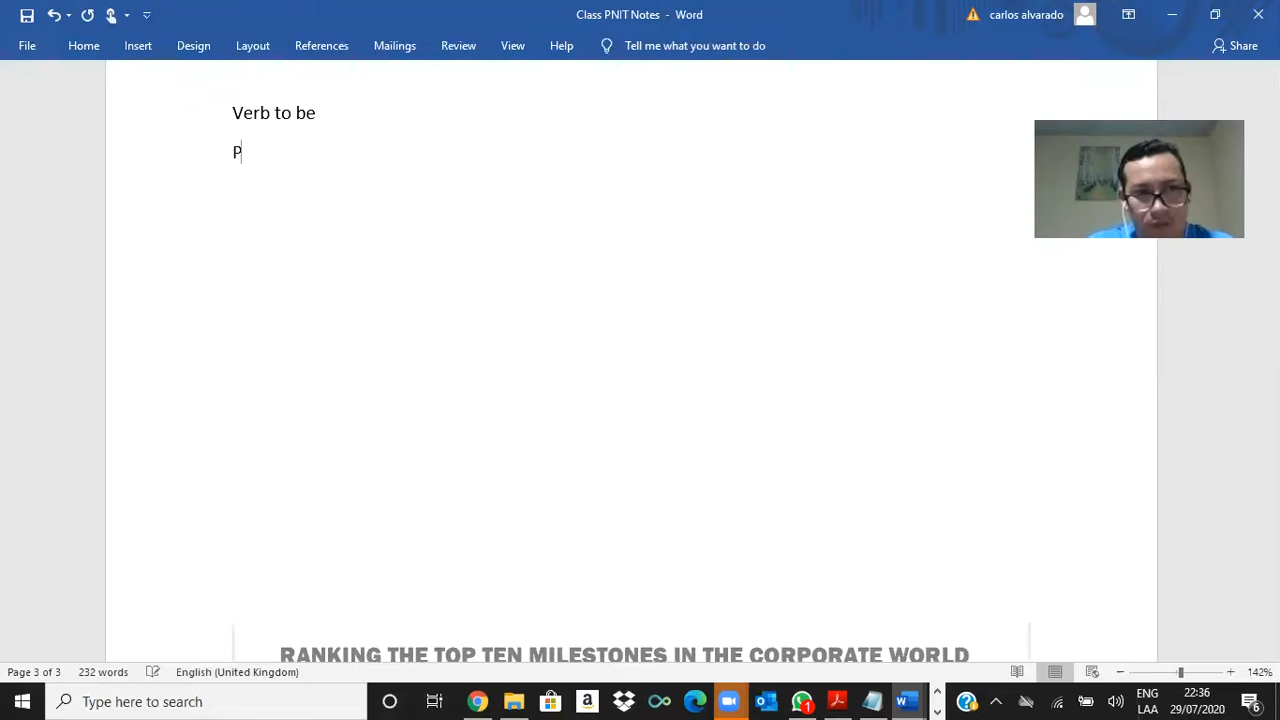 Class PNIT Notes - Word
carlos alvarado
File Home Insert Design Layout References Mailings Review View Help Tell me what you want to do Share
Verb to be
P
RANKING THE TOP TEN MILESTONES IN THE CORPORATE WORLD
Page 3 of 3 232 words English (United Kingdom) 142%
Type here to search
ENG 22:36
LAA 29/07/2020
1
6